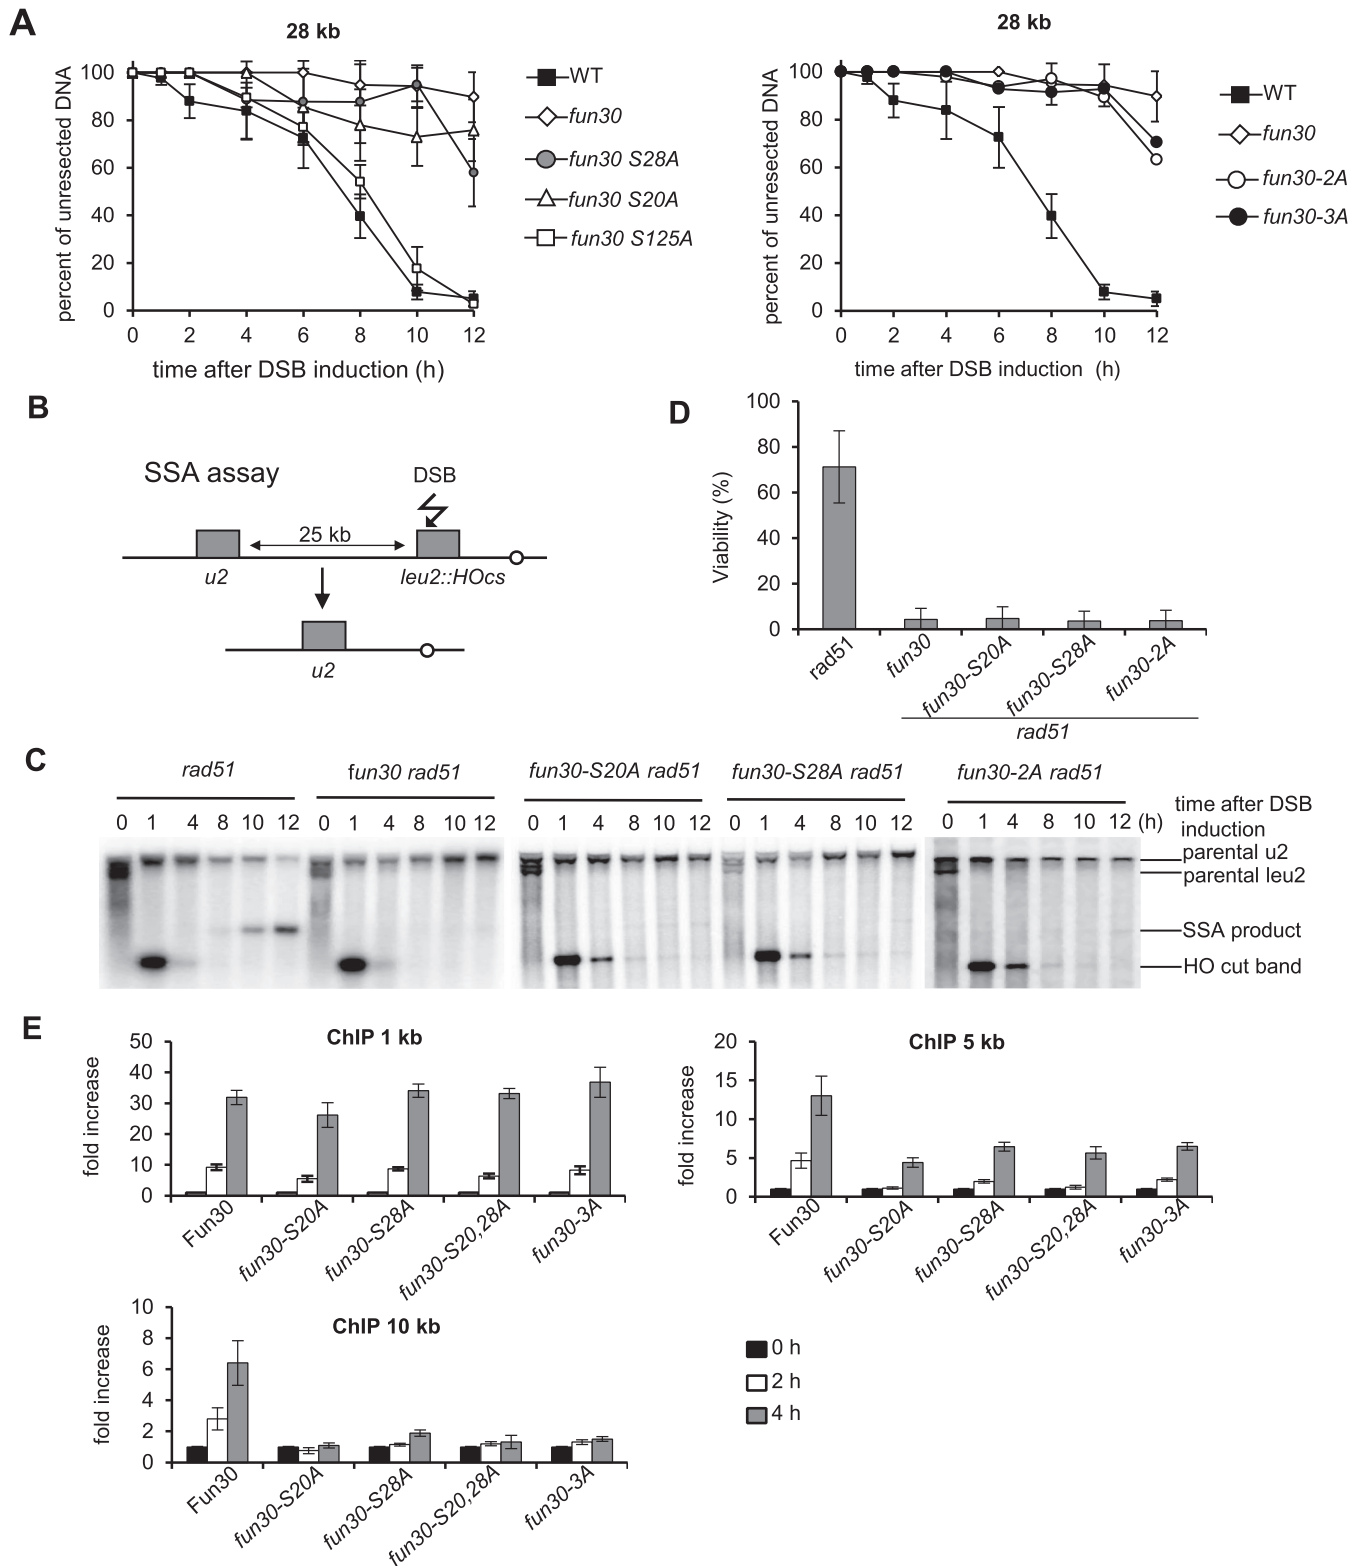 A
28 kb
percent of unresected DNA
100
80
60
40
20
0
0 2 4 6 8 10 12
time after DSB induction (h)
WT
fun30
fun30 S28A
fun30 S20A
fun30 S125A
28 kb
percent of unresected DNA
100
80
60
40
20
0
0 2 4 6 8 10 12
time after DSB induction (h)
WT
fun30
fun30-2A
fun30-3A
B
SSA assay
DSB
25 kb
u2
leu2::HOcs
u2
D
Viability (%)
100
80
60
40
20
0
rad51
fun30
fun30-S20A
fun30-S28A
fun30-2A
rad51
C
rad51
fun30 rad51
fun30-S20A rad51
fun30-S28A rad51
fun30-2A rad51
0 1 4 8 10 12
0 1 4 8 10 12
0 1 4 8 10 12
0 1 4 8 10 12
0 1 4 8 10 12 (h)
time after DSB
induction
parental u2
parental leu2
SSA product
HO cut band
E
ChIP 1 kb
fold increase
50
40
30
20
10
0
Fun30
fun30-S20A
fun30-S28A
fun30-S20,28A
fun30-3A
ChIP 5 kb
fold increase
20
15
10
5
0
Fun30
fun30-S20A
fun30-S28A
fun30-S20,28A
fun30-3A
ChIP 10 kb
fold increase
10
8
6
4
2
0
Fun30
fun30-S20A
fun30-S28A
fun30-S20,28A
fun30-3A
0 h
2 h
4 h